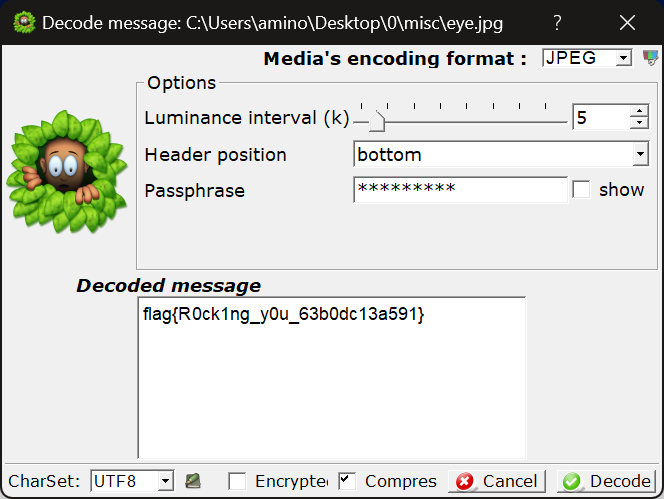 Decode message: C:\Users\amino\Desktop\0\misc\eye.jpg ?
Media's encoding format : JPEG
Options
Luminance interval (k) 5
Header position bottom
Passphrase ********* show
Decoded message
flag{R0ck1ng_y0u_63b0dc13a591}
CharSet: UTF8 Encrypte Compres Cancel Decode